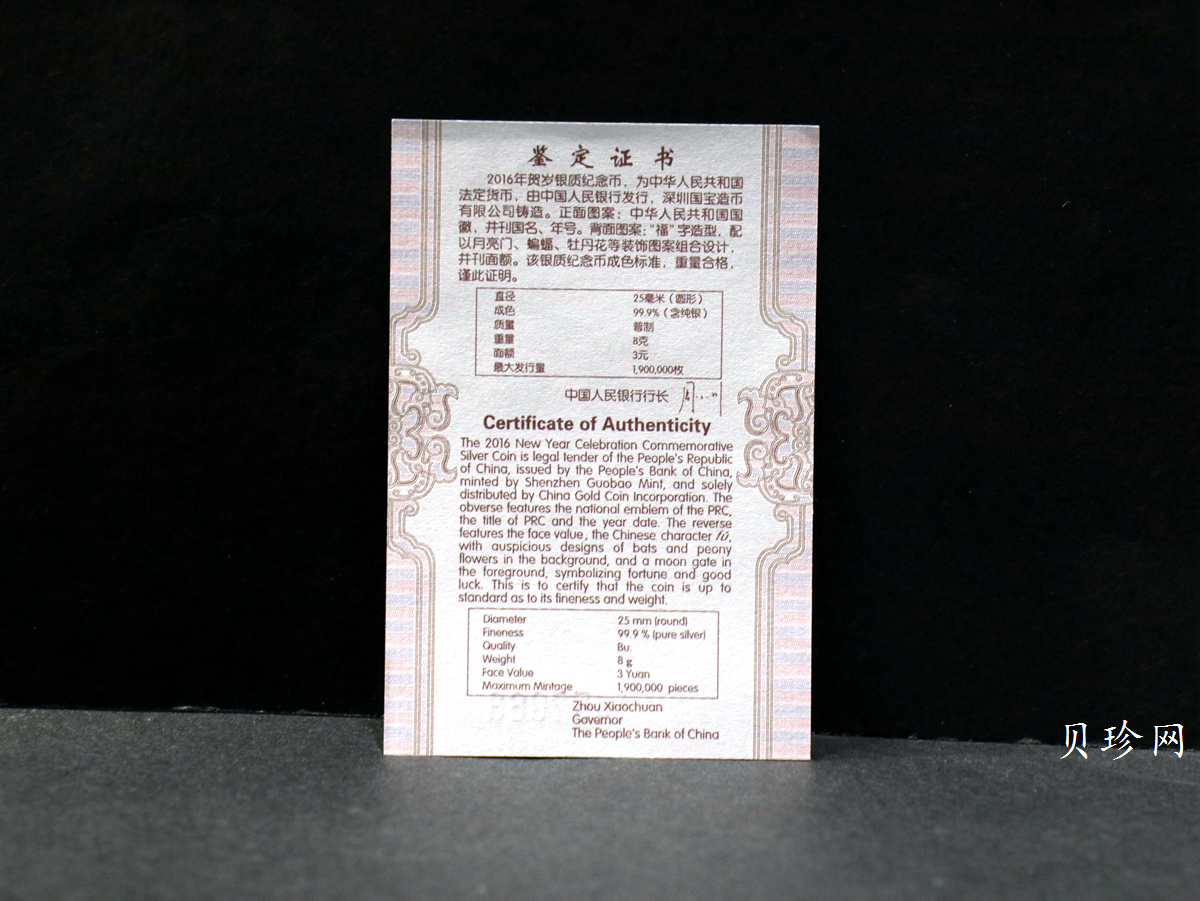 鉴定证书
2016年贺岁银质纪念币，为中华人民共和国
法定货币，由中国人民银行发行，深圳国宝造币
有限公司铸造。正面图案：中华人民共和国国
徽，并刊国名、年号。背面图案：“福”字造型，配
以月亮门、蝙蝠、牡丹花等装饰图案组合设计，
并刊面额。该银质纪念币成色标准，重量合格，
谨此证明。
直径 25毫米（圆形）
成色 99.9%（含纯银）
质量 普制
重量 8克
面额 3元
最大发行量 1,900,000枚
中国人民银行行长
Certificate of Authenticity
The 2016 New Year Celebration Commemorative
Silver Coin is legal tender of the People's Republic
of China, issued by the People's Bank of China,
minted by Shenzhen Guobao Mint, and solely
distributed by China Gold Coin Incorporation. The
obverse features the national emblem of the PRC,
the title of PRC and the year date. The reverse
features the face value, the Chinese character fú,
with auspicious designs of bats and peony
flowers in the background, and a moon gate in
the foreground, symbolizing fortune and good
luck. This is to certify that the coin is up to
standard as to its fineness and weight.
Diameter 25 mm (round)
Fineness 99.9 % (pure silver)
Quality Bu.
Weight 8 g
Face Value 3 Yuan
Maximum Mintage 1,900,000 pieces
Zhou Xiaochuan
Governor
The People's Bank of China
贝珍网